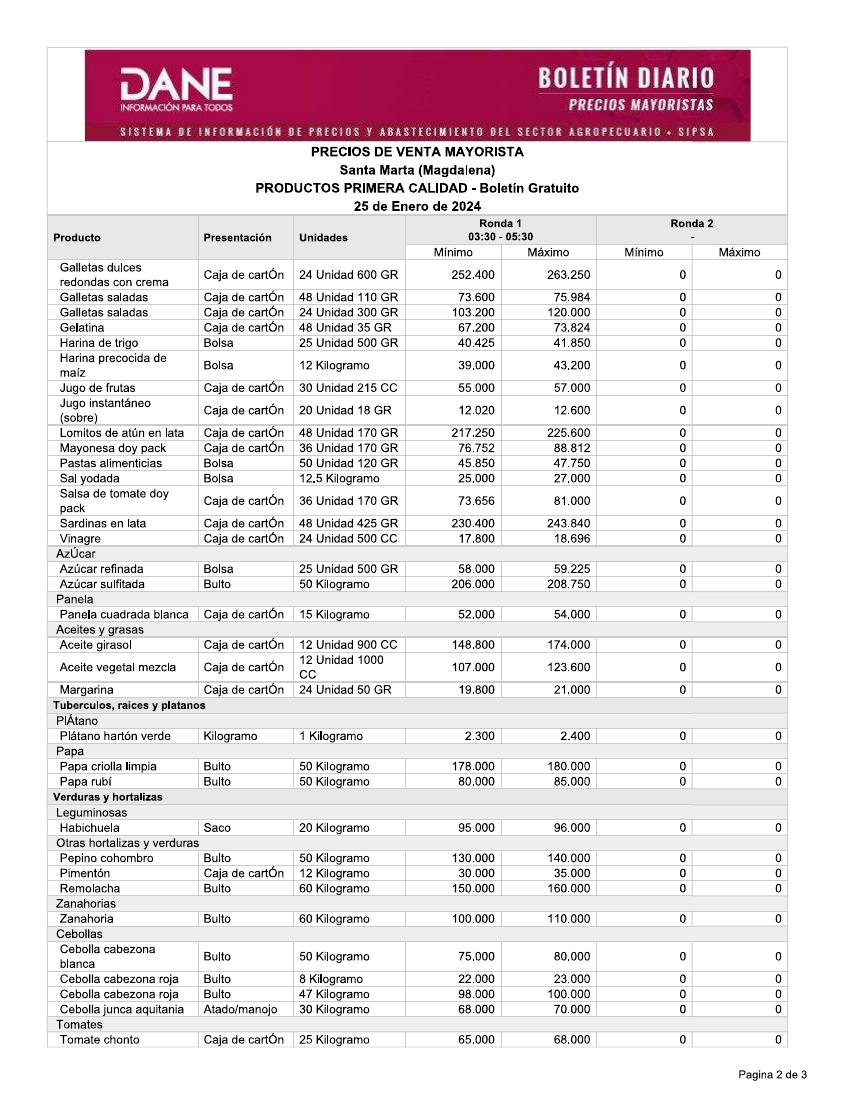 DANE
INFORMACIÓN PARA TODOS
BOLETÍN DIARIO
PRECIOS MAYORISTAS
SISTEMA DE INFORMACIÓN DE PRECIOS Y ABASTECIMIENTO DEL SECTOR AGROPECUARIO • SIPSA
PRECIOS DE VENTA MAYORISTA
Santa Marta (Magdalena)
PRODUCTOS PRIMERA CALIDAD - Boletín Gratuito
25 de Enero de 2024
Producto Presentación Unidades Ronda 1 Ronda 2
03:30 - 05:30 -
Mínimo Máximo Mínimo Máximo
Galletas dulces
redondas con crema Caja de cartÓn 24 Unidad 600 GR 252.400 263.250 0 0
Galletas saladas Caja de cartÓn 48 Unidad 110 GR 73.600 75.984 0 0
Galletas saladas Caja de cartÓn 24 Unidad 300 GR 103.200 120.000 0 0
Gelatina Caja de cartÓn 48 Unidad 35 GR 67.200 73.824 0 0
Harina de trigo Bolsa 25 Unidad 500 GR 40.425 41.850 0 0
Harina precocida de
maíz Bolsa 12 Kilogramo 39.000 43.200 0 0
Jugo de frutas Caja de cartÓn 30 Unidad 215 CC 55.000 57.000 0 0
Jugo instantáneo
(sobre) Caja de cartÓn 20 Unidad 18 GR 12.020 12.600 0 0
Lomitos de atún en lata Caja de cartÓn 48 Unidad 170 GR 217.250 225.600 0 0
Mayonesa doy pack Caja de cartÓn 36 Unidad 170 GR 76.752 88.812 0 0
Pastas alimenticias Bolsa 50 Unidad 120 GR 45.850 47.750 0 0
Sal yodada Bolsa 12,5 Kilogramo 25.000 27.000 0 0
Salsa de tomate doy
pack Caja de cartÓn 36 Unidad 170 GR 73.656 81.000 0 0
Sardinas en lata Caja de cartÓn 48 Unidad 425 GR 230.400 243.840 0 0
Vinagre Caja de cartÓn 24 Unidad 500 CC 17.800 18.696 0 0
AzÚcar
Azúcar refinada Bolsa 25 Unidad 500 GR 58.000 59.225 0 0
Azúcar sulfitada Bulto 50 Kilogramo 206.000 208.750 0 0
Panela
Panela cuadrada blanca Caja de cartÓn 15 Kilogramo 52.000 54.000 0 0
Aceites y grasas
Aceite girasol Caja de cartÓn 12 Unidad 900 CC 148.800 174.000 0 0
Aceite vegetal mezcla Caja de cartÓn 12 Unidad 1000 CC 107.000 123.600 0 0
Margarina Caja de cartÓn 24 Unidad 50 GR 19.800 21.000 0 0
Tuberculos, raices y platanos
PlÁtano
Plátano hartón verde Kilogramo 1 Kilogramo 2.300 2.400 0 0
Papa
Papa criolla limpia Bulto 50 Kilogramo 178.000 180.000 0 0
Papa rubí Bulto 50 Kilogramo 80.000 85.000 0 0
Verduras y hortalizas
Leguminosas
Habichuela Saco 20 Kilogramo 95.000 96.000 0 0
Otras hortalizas y verduras
Pepino cohombro Bulto 50 Kilogramo 130.000 140.000 0 0
Pimentón Caja de cartÓn 12 Kilogramo 30.000 35.000 0 0
Remolacha Bulto 60 Kilogramo 150.000 160.000 0 0
Zanahorias
Zanahoria Bulto 60 Kilogramo 100.000 110.000 0 0
Cebollas
Cebolla cabezona
blanca Bulto 50 Kilogramo 75.000 80.000 0 0
Cebolla cabezona roja Bulto 8 Kilogramo 22.000 23.000 0 0
Cebolla cabezona roja Bulto 47 Kilogramo 98.000 100.000 0 0
Cebolla junca aquitania Atado/manojo 30 Kilogramo 68.000 70.000 0 0
Tomates
Tomate chonto Caja de cartÓn 25 Kilogramo 65.000 68.000 0 0
Pagina 2 de 3